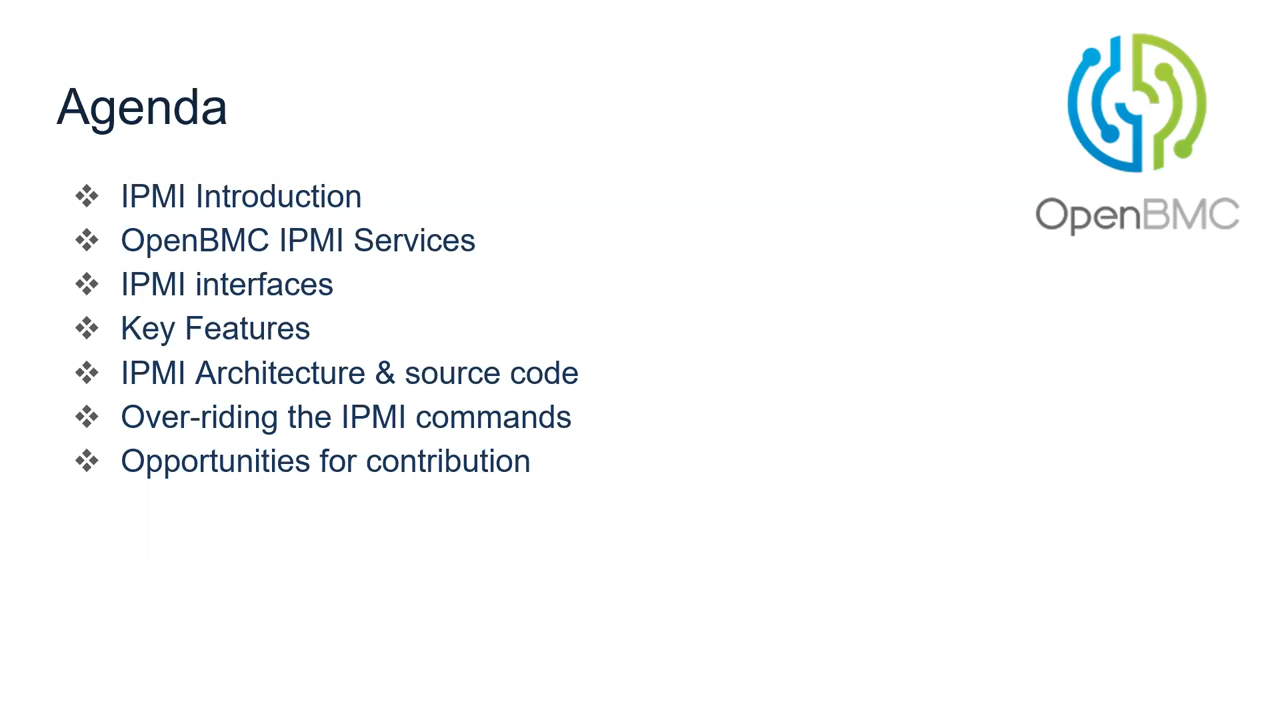 Agenda
❖ IPMI Introduction
❖ OpenBMC IPMI Services
❖ IPMI interfaces
❖ Key Features
❖ IPMI Architecture & source code
❖ Over-riding the IPMI commands
❖ Opportunities for contribution
OpenBMC